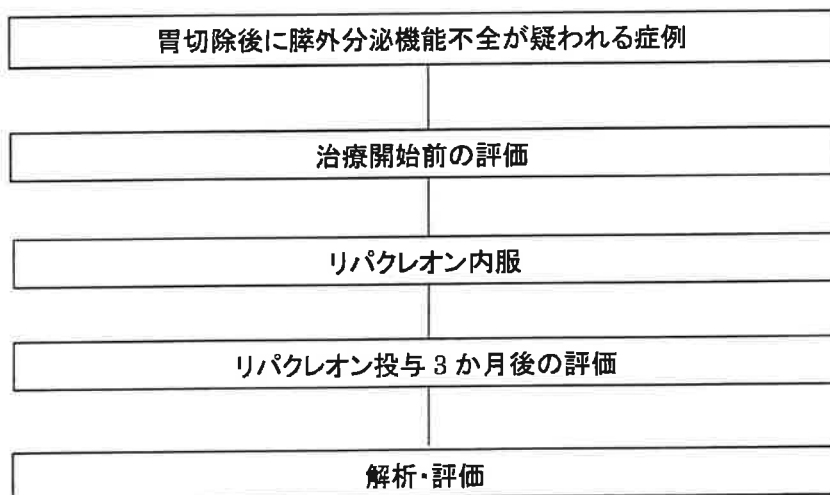 胃切除後に膵外分泌機能不全が疑われる症例
治療開始前の評価
リパクレオン内服
リパクレオン投与 3 か月後の評価
解析・評価